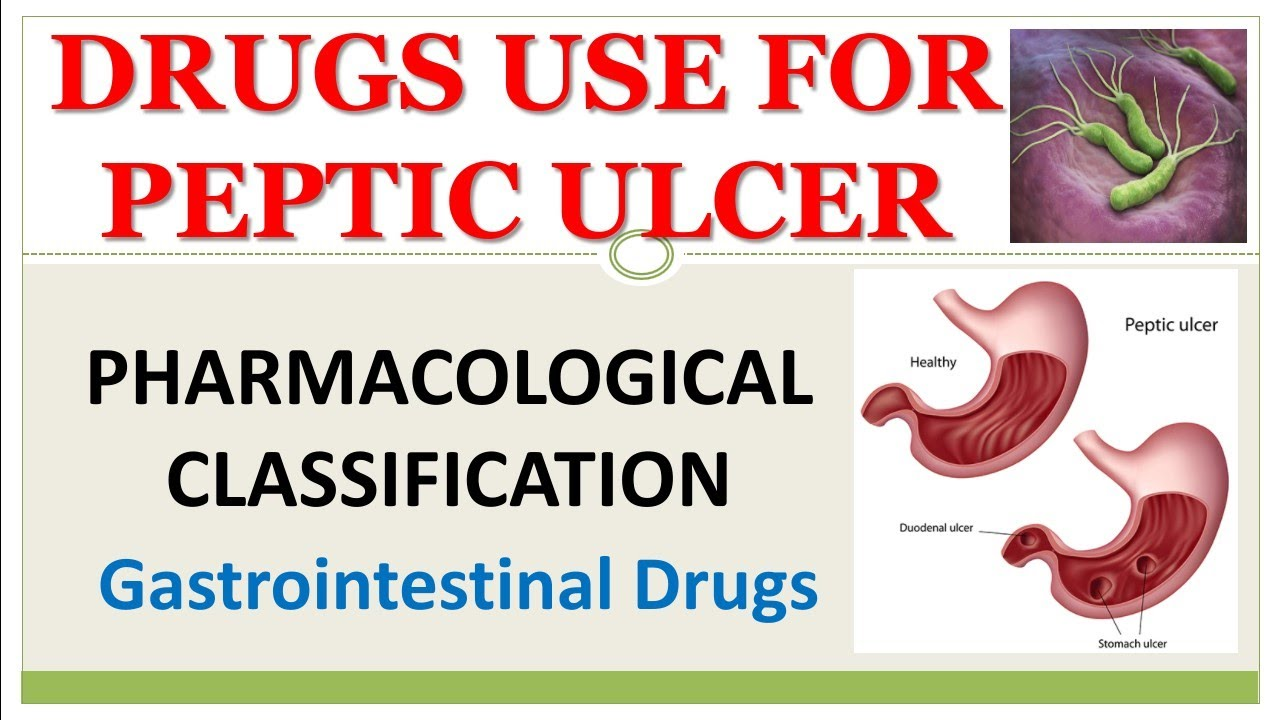 DRUGS USE FOR
PEPTIC ULCER
PHARMACOLOGICAL
CLASSIFICATION
Gastrointestinal Drugs
Peptic ulcer
Healthy
Duodenal ulcer
Stomach ulcer